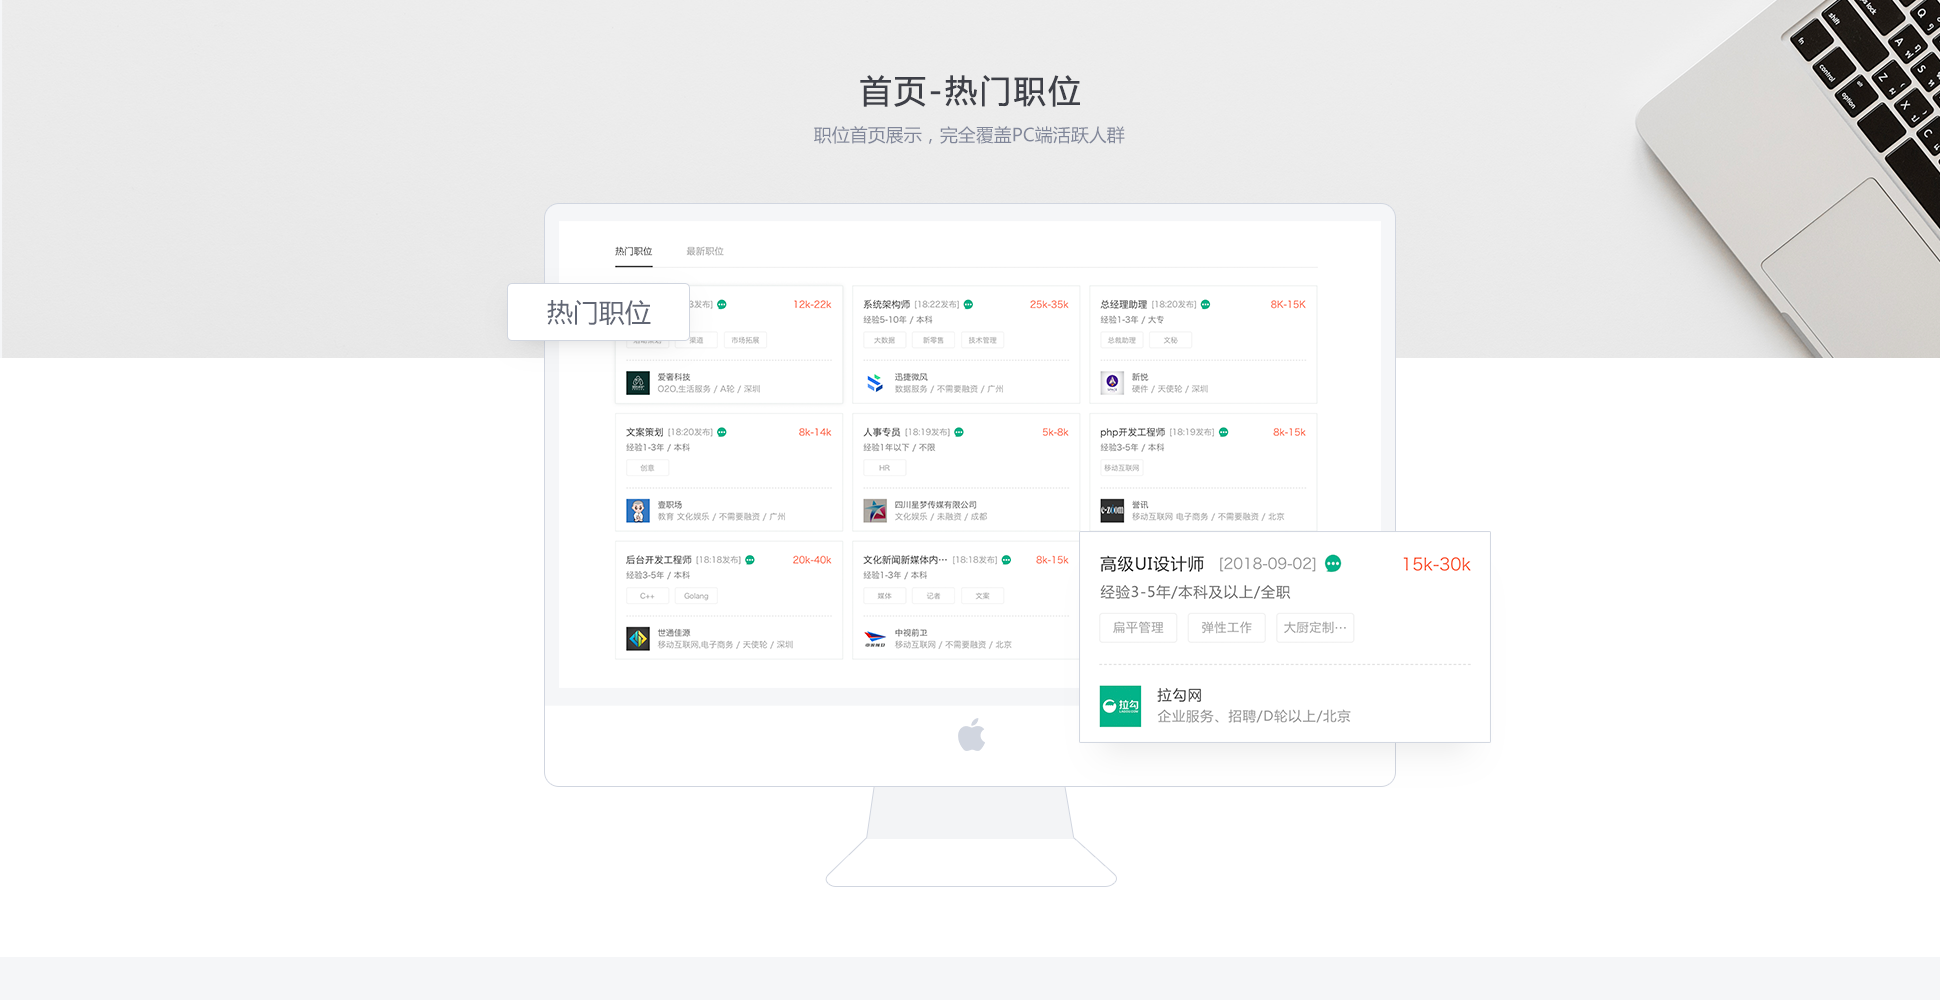 首页-热门职位
职位首页展示，完全覆盖PC端活跃人群
热门职位 最新职位
热门职位
3发布] 12k-22k
渠道 市场拓展
爱奢科技
O2O,生活服务 / A轮 / 深圳
系统架构师 [18:22发布] 25k-35k
经验5-10年 / 本科
大数据 新零售 技术管理
迅捷微风
数据服务 / 不需要融资 / 广州
总经理助理 [18:20发布] 8K-15K
经验1-3年 / 大专
总裁助理 文秘
新悦
硬件 / 天使轮 / 深圳
文案策划 [18:20发布] 8k-14k
经验1-3年 / 本科
创意
壹职场
教育 文化娱乐 / 不需要融资 / 广州
人事专员 [18:19发布] 5k-8k
经验1年以下 / 不限
HR
四川星梦传媒有限公司
文化娱乐 / 未融资 / 成都
php开发工程师 [18:19发布] 8k-15k
经验3-5年 / 本科
移动互联网
e-zoom
誉讯
移动互联网 电子商务 / 不需要融资 / 北京
后台开发工程师 [18:18发布] 20k-40k
经验3-5年 / 本科
C++ Golang
世通佳源
移动互联网,电子商务 / 天使轮 / 深圳
文化新闻新媒体内··· [18:18发布] 8k-15k
经验1-3年 / 本科
媒体 记者 文案
中视前卫
移动互联网 / 不需要融资 / 北京
高级UI设计师 [2018-09-02] 15k-30k
经验3-5年/本科及以上/全职
扁平管理 弹性工作 大厨定制···
拉勾
拉勾网
企业服务、招聘/D轮以上/北京
shift
fn
control
option
Q
A
S
Z
X
C